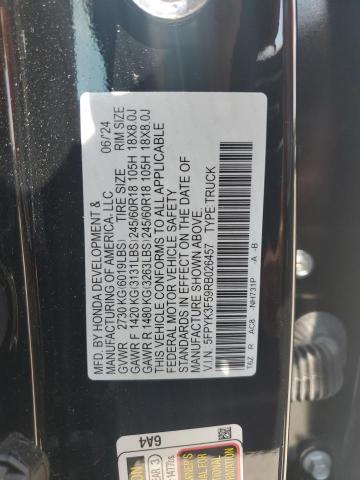 MFD. BY HONDA DEVELOPMENT &
MANUFACTURING OF AMERICA, LLC 06/24
GVWR 2730 KG(6019LBS) TIRE SIZE RIM SIZE
GAWR F 1420 KG(3131LBS) 245/60R18 105H 18X8.0J
GAWR R 1480 KG(3263LBS) 245/60R18 105H 18X8.0J
THIS VEHICLE CONFORMS TO ALL APPLICABLE
FEDERAL MOTOR VEHICLE SAFETY
STANDARDS IN EFFECT ON THE DATE OF
MANUFACTURE SHOWN ABOVE.
V.I.N. 5FPYK3F59RB026457 TYPE:TRUCK
NH731P A -B
6A4